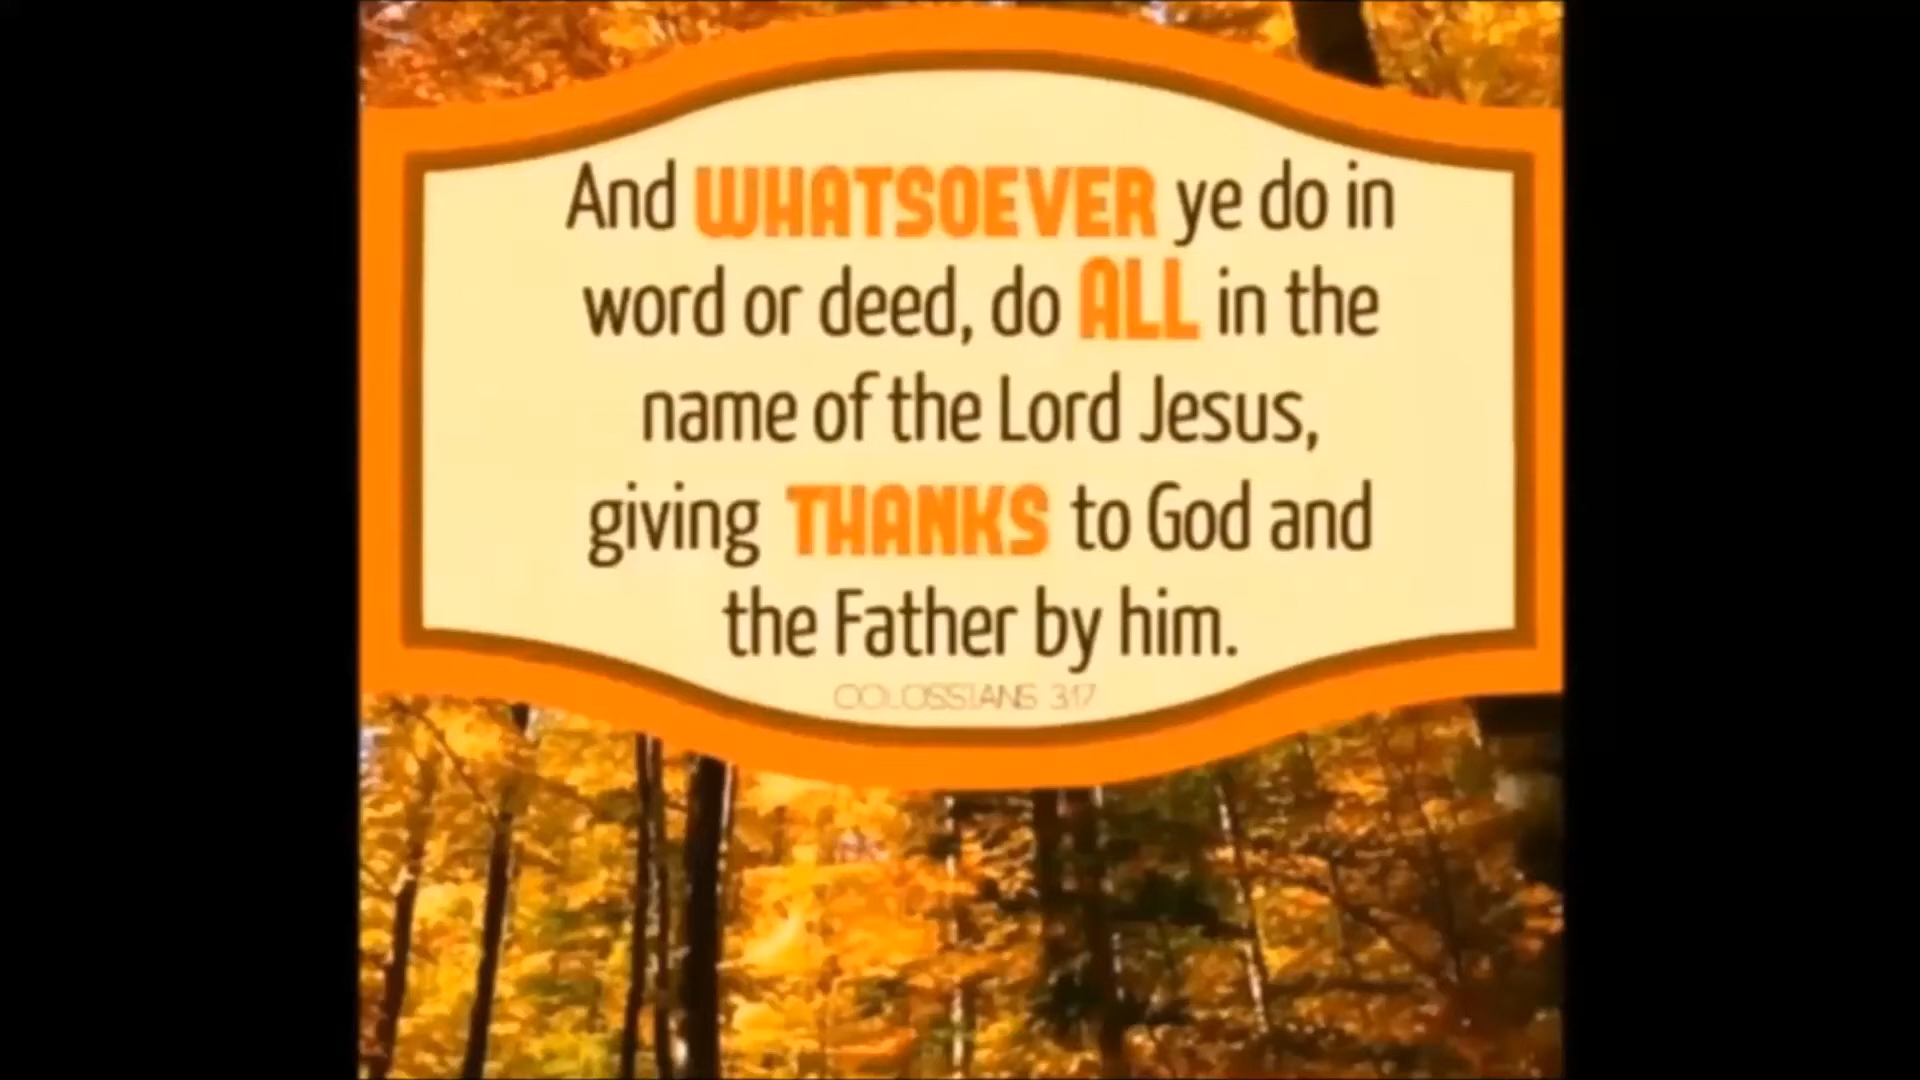 And WHATSOEVER ye do in
word or deed, do ALL in the
name of the Lord Jesus,
giving THANKS to God and
the Father by him.
COLOSSIANS 3:17